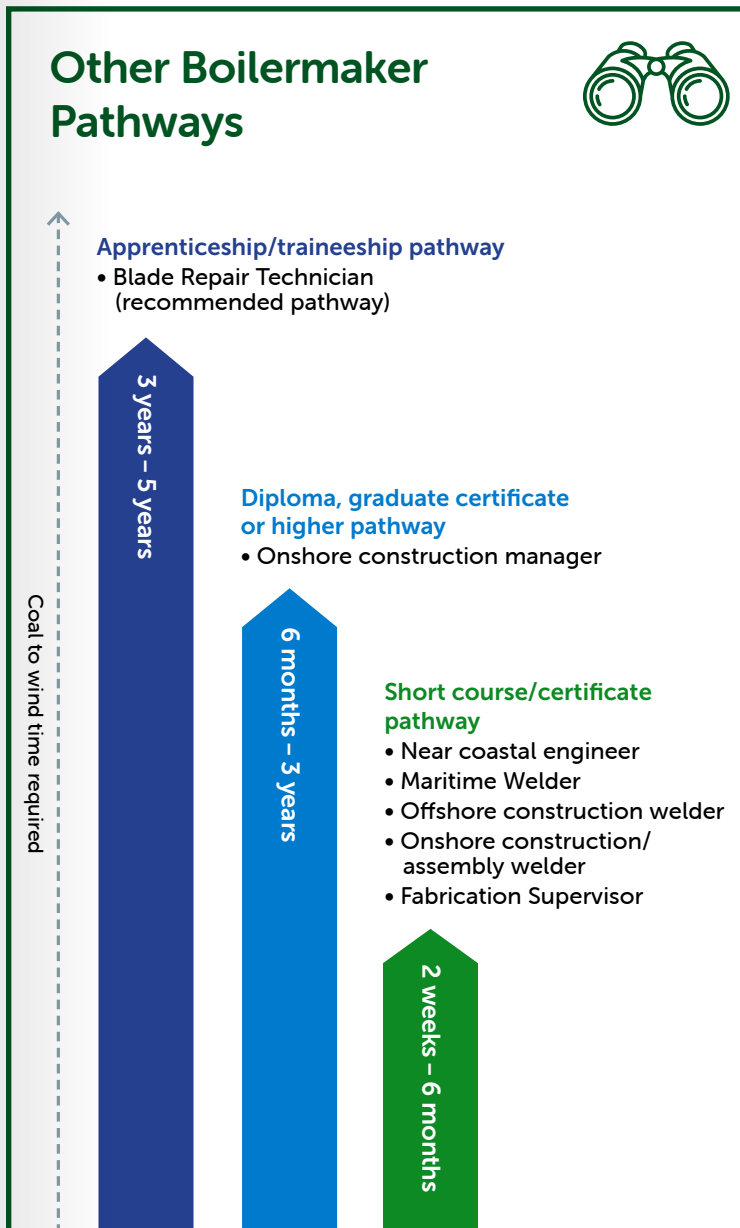 Other Boilermaker
Pathways
Apprenticeship/traineeship pathway
• Blade Repair Technician
(recommended pathway)
3 years – 5 years
Diploma, graduate certificate
or higher pathway
• Onshore construction manager
6 months – 3 years
Short course/certificate
pathway
• Near coastal engineer
• Maritime Welder
• Offshore construction welder
• Onshore construction/
assembly welder
• Fabrication Supervisor
2 weeks – 6 months
Coal to wind time required